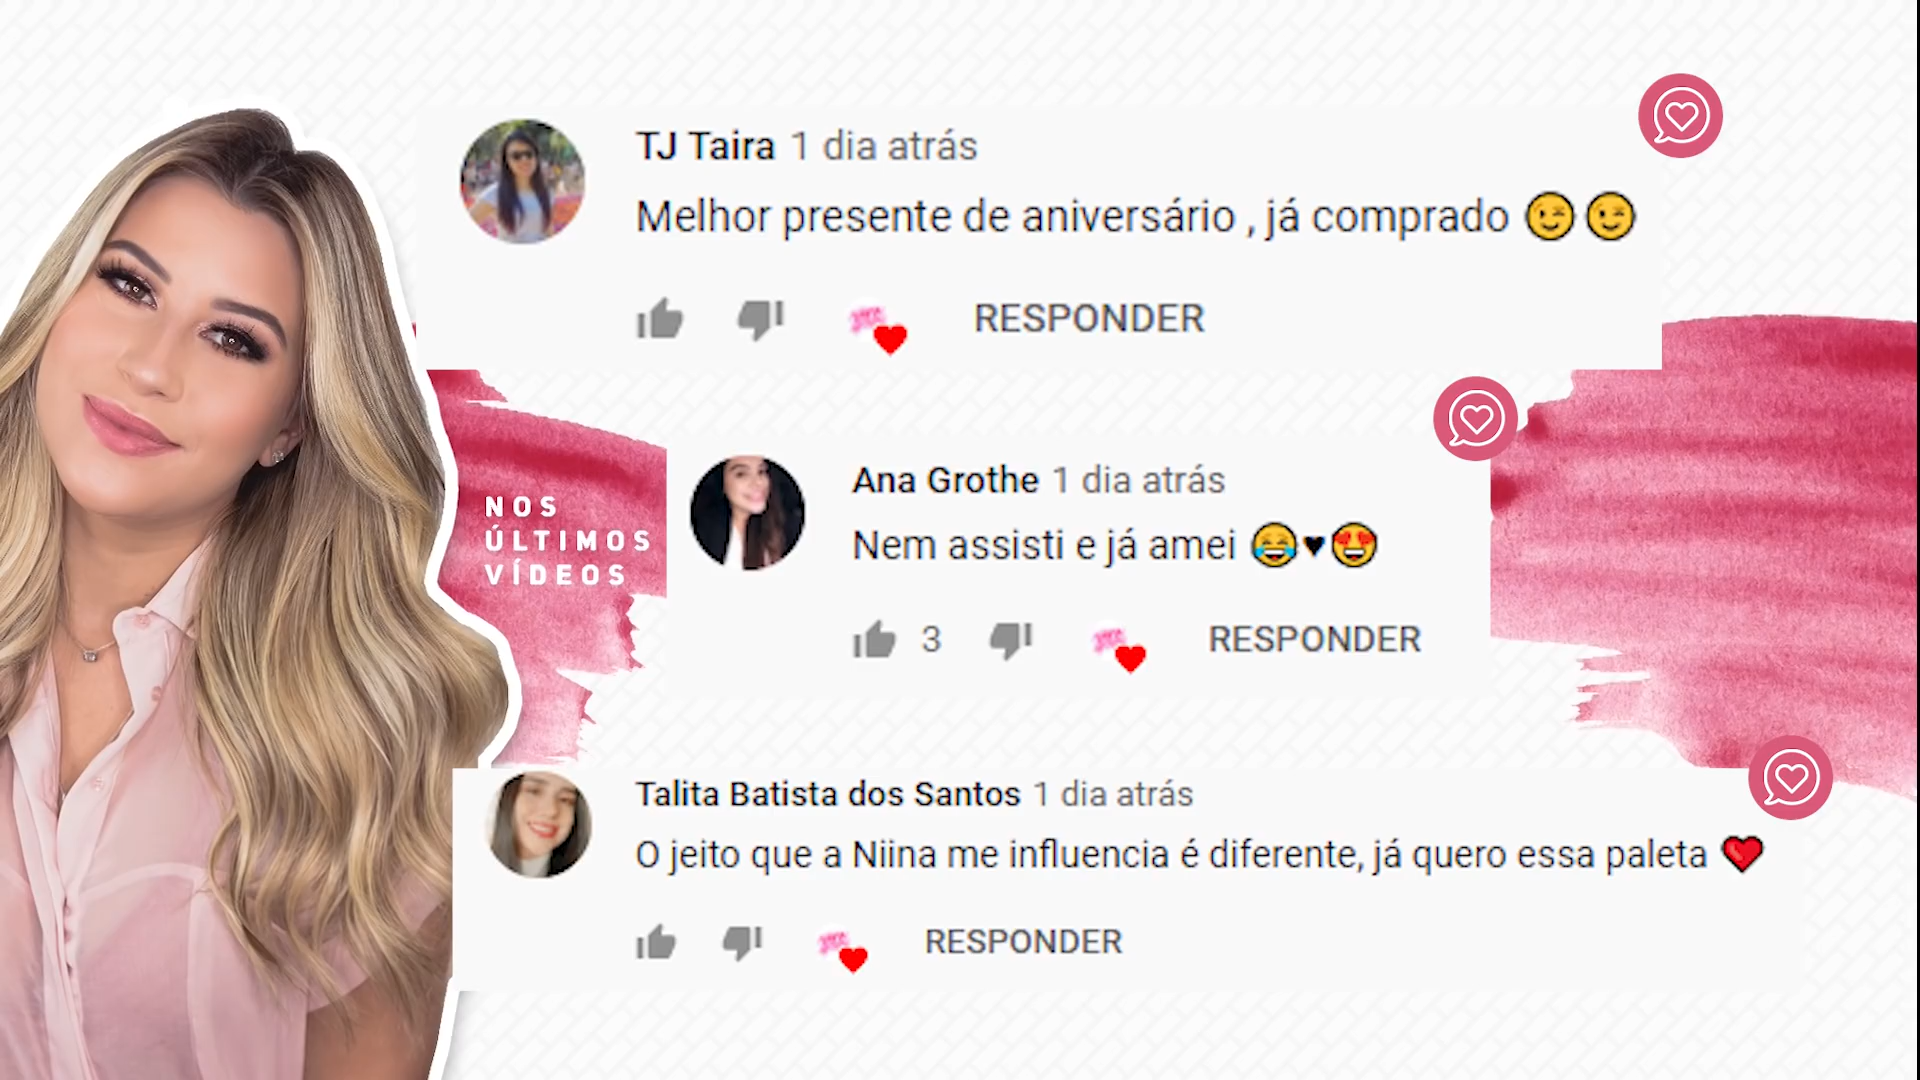 TJ Taira 1 dia atrás
Melhor presente de aniversário , já comprado 😉😉
RESPONDER
NOS
ÚLTIMOS
VÍDEOS
Ana Grothe 1 dia atrás
Nem assisti e já amei 😂♥😍
3 RESPONDER
Talita Batista dos Santos 1 dia atrás
O jeito que a Niina me influencia é diferente, já quero essa paleta ❤
RESPONDER